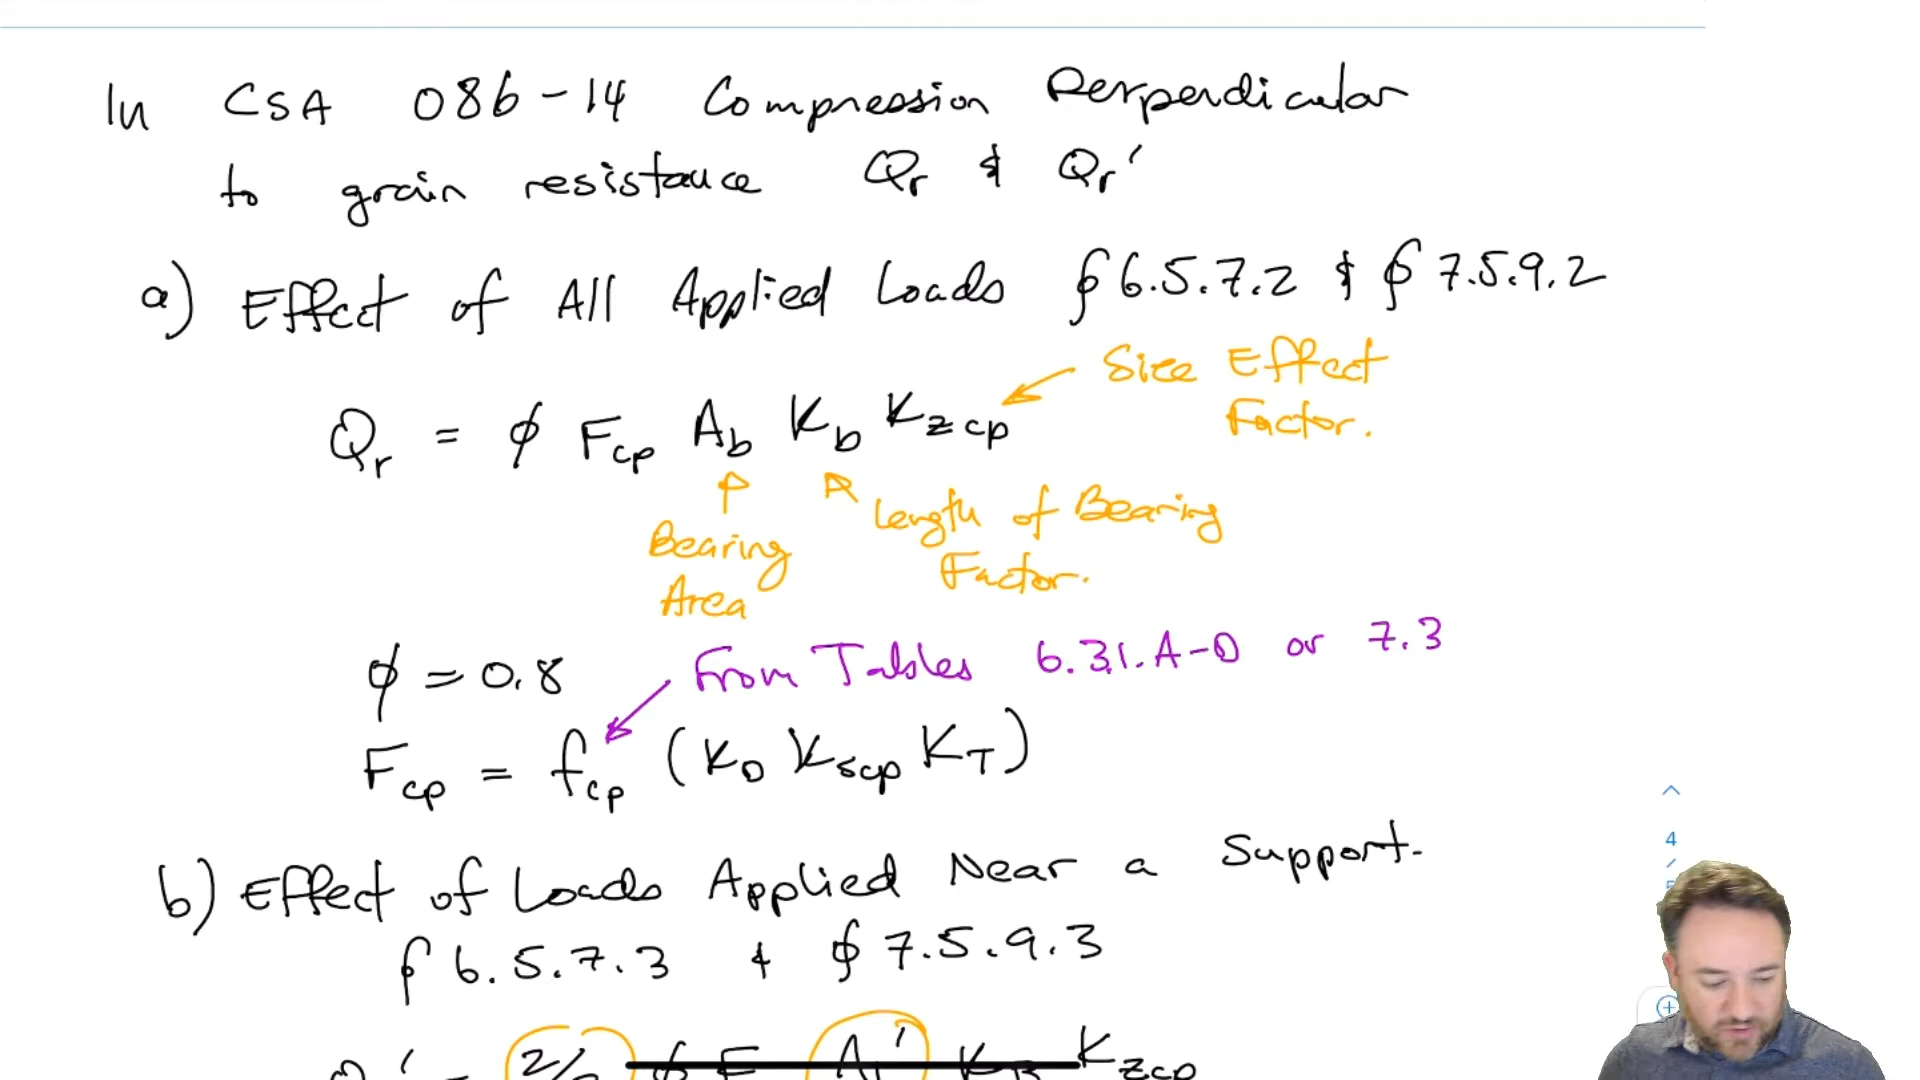 In CSA 086-14 Compression Perpendicular
to grain resistance Qr & Qr'
a) Effect of All Applied Loads § 6.5.7.2 & § 7.5.9.2
Size Effect
Factor.
Qr = ϕ Fcp Ab Kb Kzcp
Length of Bearing
Factor.
Bearing
Area
ϕ = 0.8
From Tables 6.31.A-D or 7.3
Fcp = fcp (KD Kscp KT)
b) Effect of Loads Applied Near a Support.
§ 6.5.7.3 & § 7.5.9.3
4
/
Kzcp